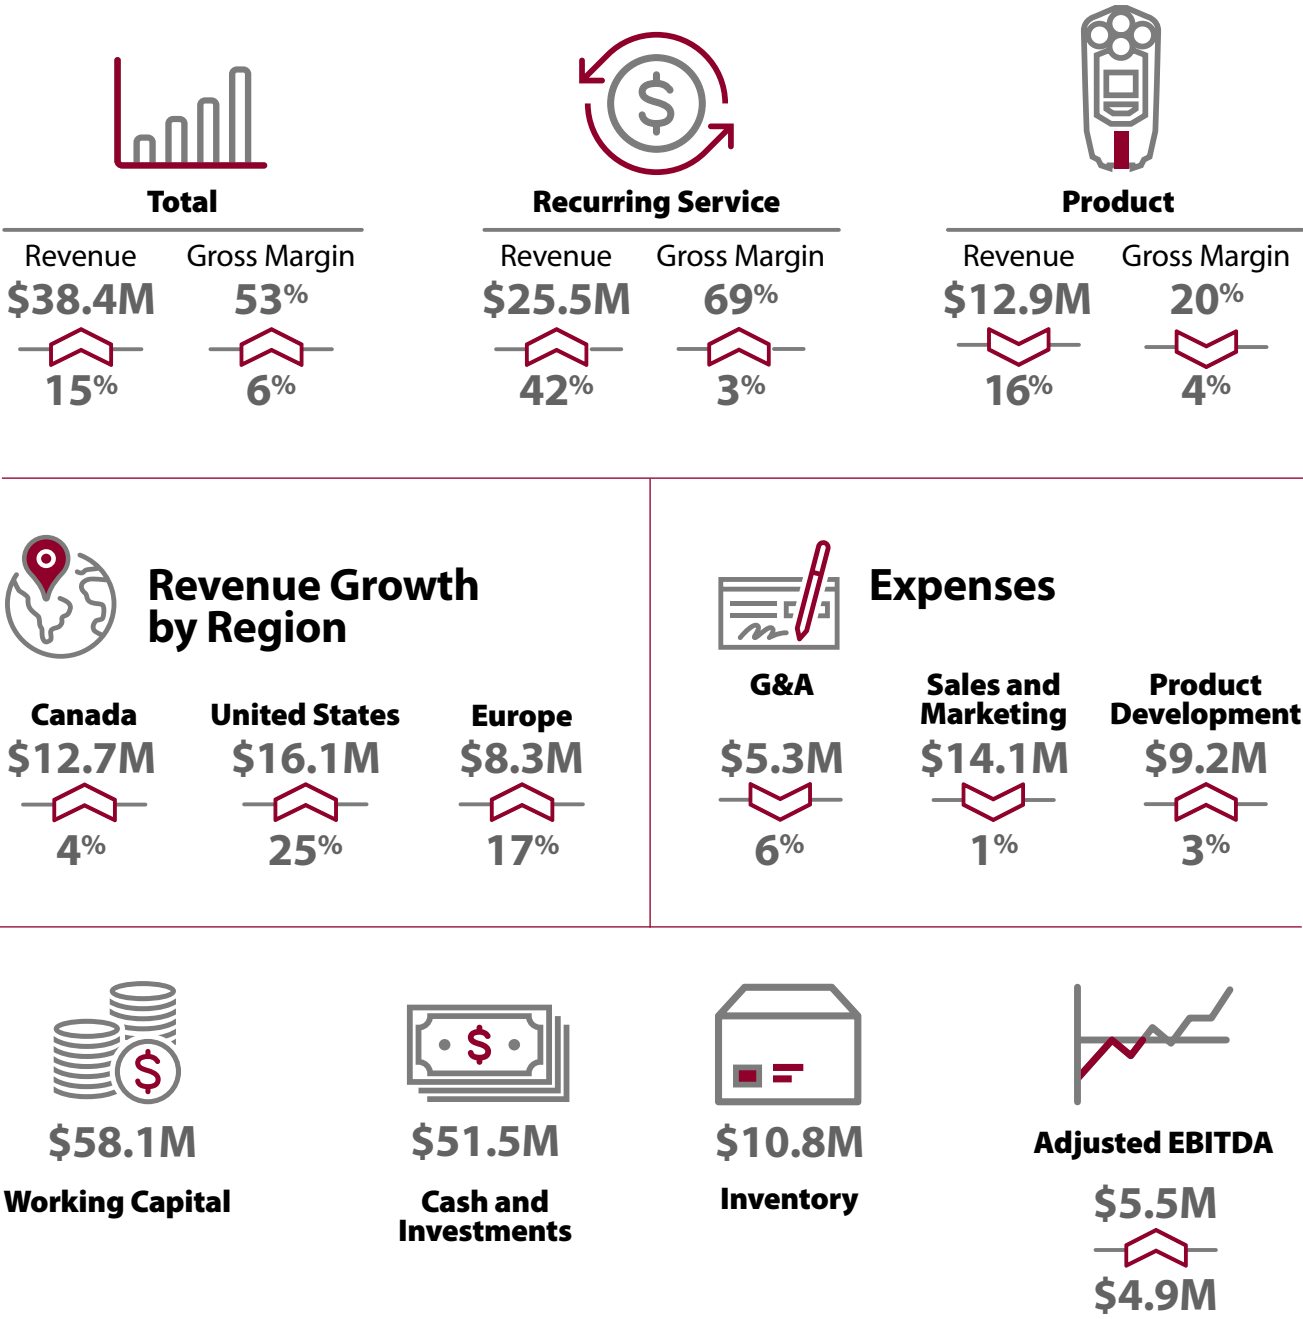 Total
Revenue Gross Margin
$38.4M 53%
15% 6%
Recurring Service
Revenue Gross Margin
$25.5M 69%
42% 3%
Product
Revenue Gross Margin
$12.9M 20%
16% 4%
Revenue Growth
by Region
Canada
$12.7M
4%
United States
$16.1M
25%
Europe
$8.3M
17%
Expenses
G&A
$5.3M
6%
Sales and
Marketing
$14.1M
1%
Product
Development
$9.2M
3%
$
$58.1M
Working Capital
$
$51.5M
Cash and
Investments
$10.8M
Inventory
Adjusted EBITDA
$5.5M
$4.9M